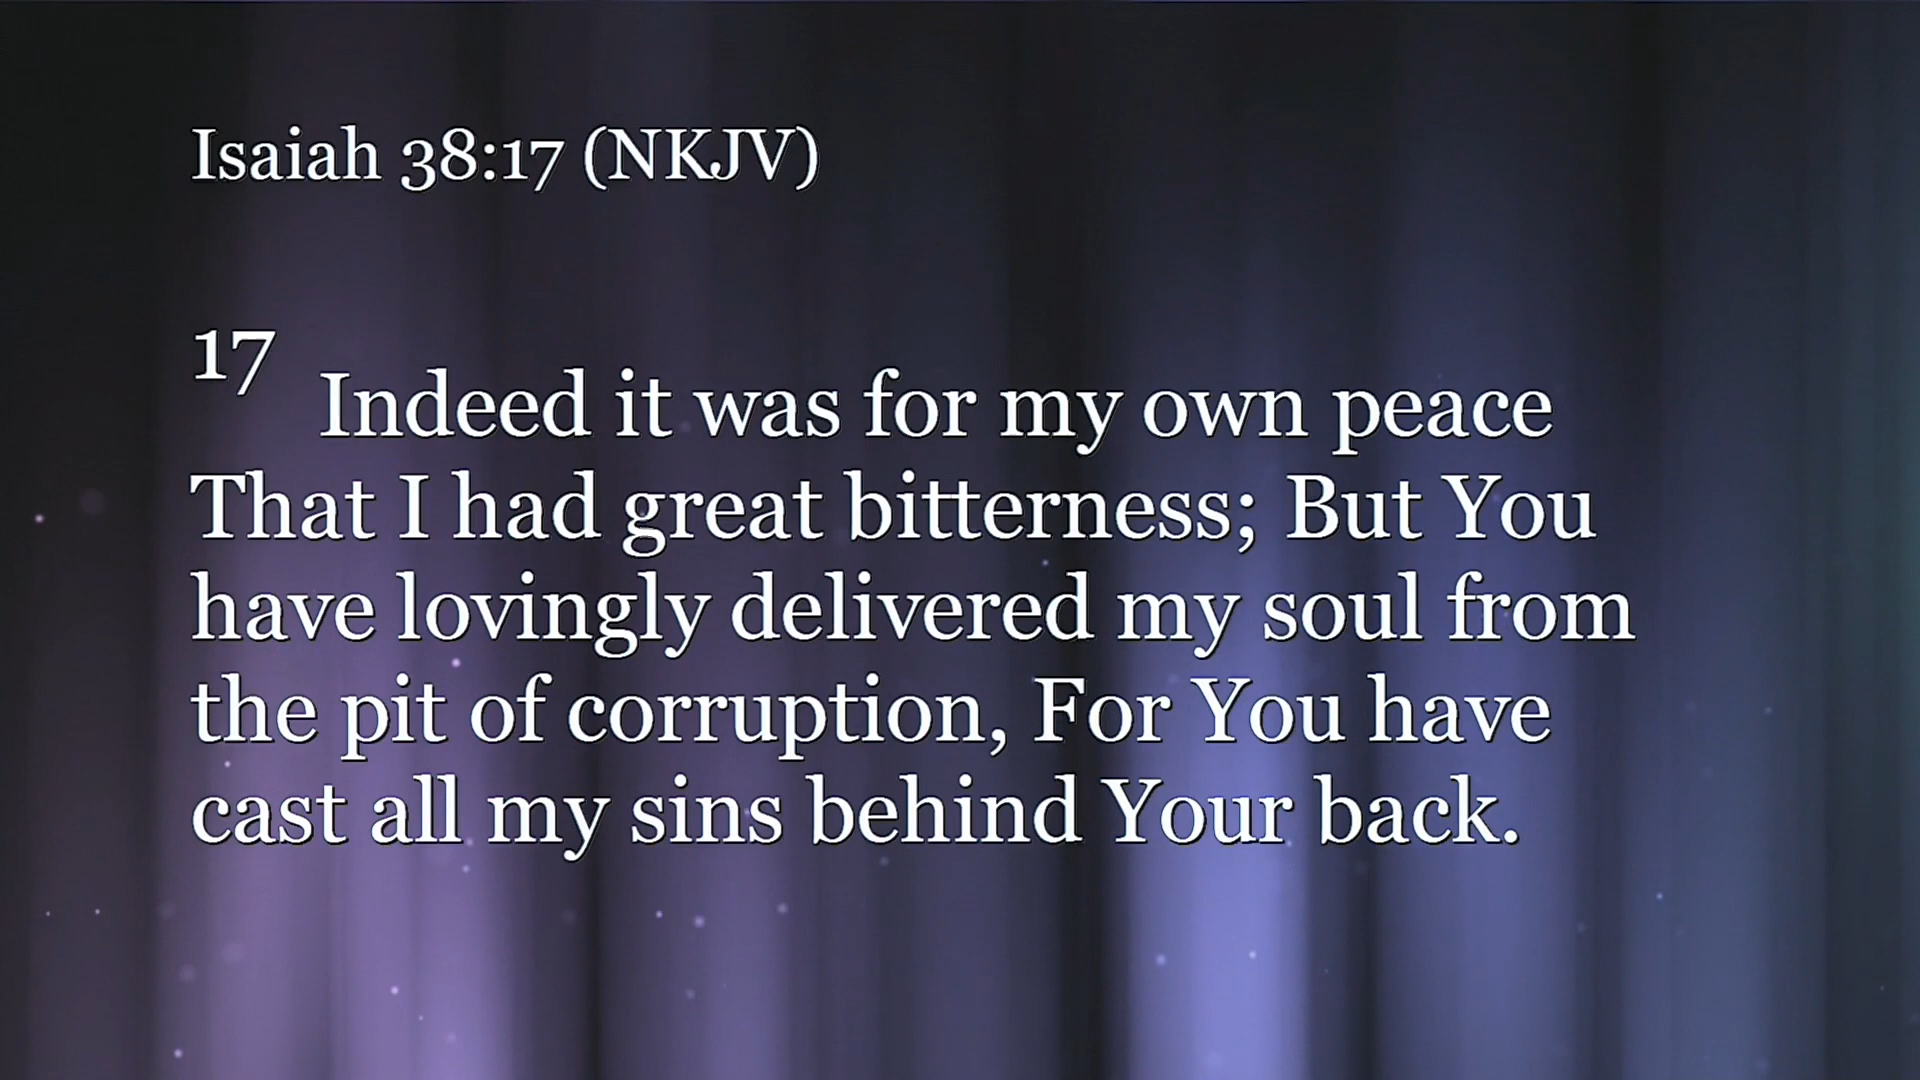 Isaiah 38:17 (NKJV)
17 Indeed it was for my own peace
That I had great bitterness; But You
have lovingly delivered my soul from
the pit of corruption, For You have
cast all my sins behind Your back.